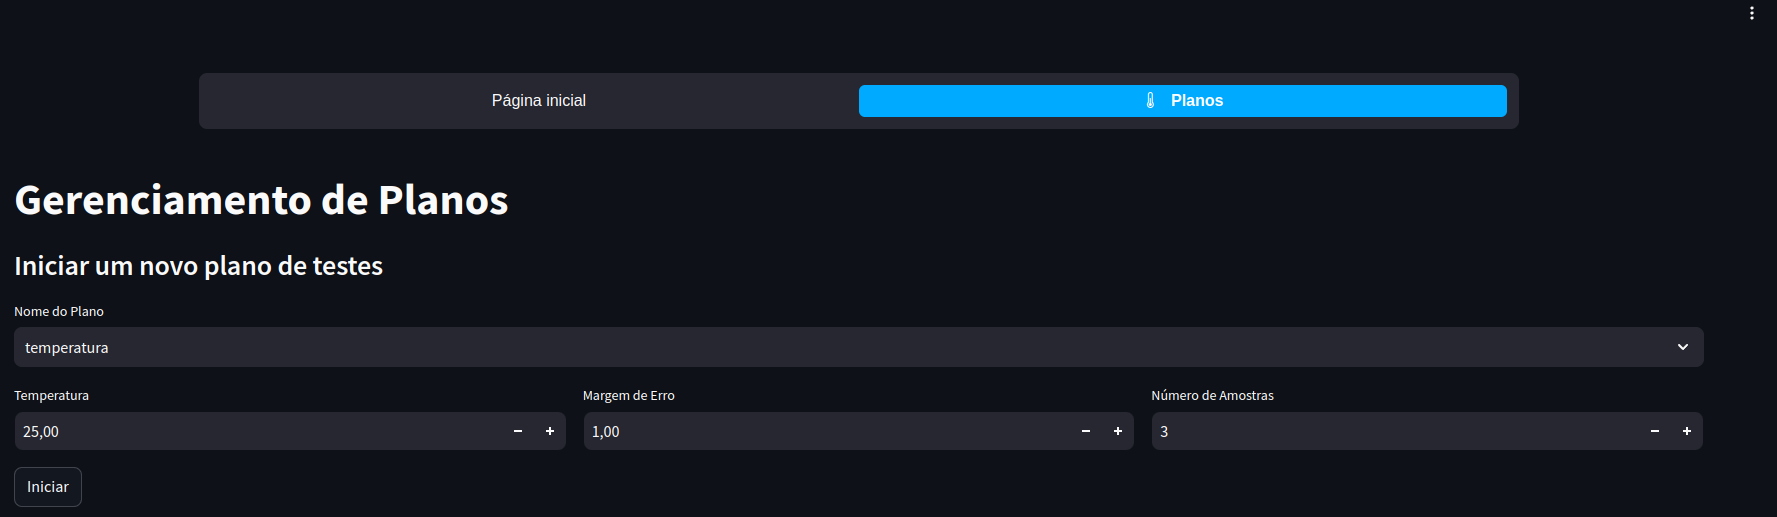 Página inicial
Planos
Gerenciamento de Planos
Iniciar um novo plano de testes
Nome do Plano
temperatura
Temperatura
Margem de Erro
Número de Amostras
25,00
1,00
3
Iniciar